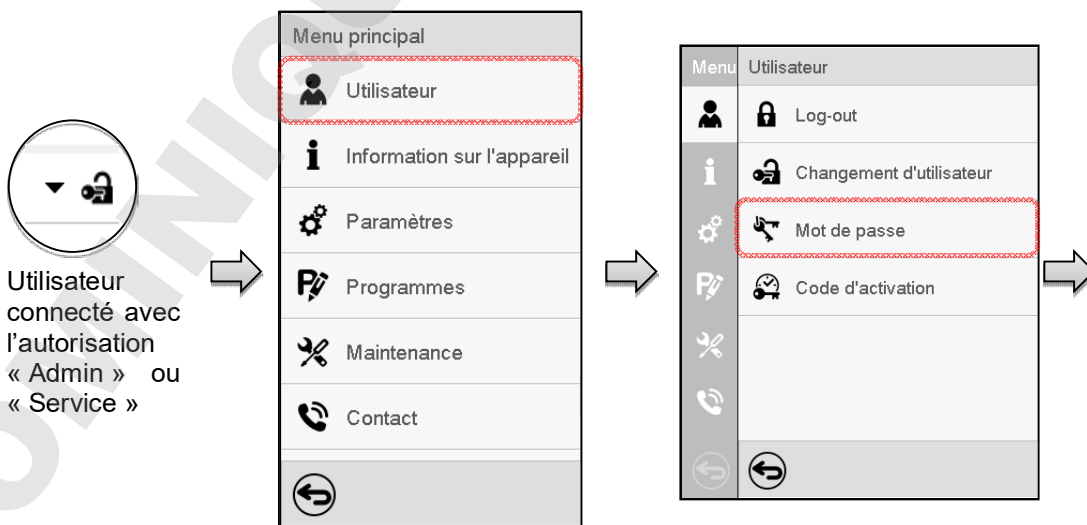 Utilisateur
connecté avec
l'autorisation
« Admin » ou
« Service »
Menu principal
Utilisateur
Information sur l'appareil
Paramètres
Programmes
Maintenance
Contact
Menu Utilisateur
Log-out
Changement d'utilisateur
Mot de passe
Code d'activation